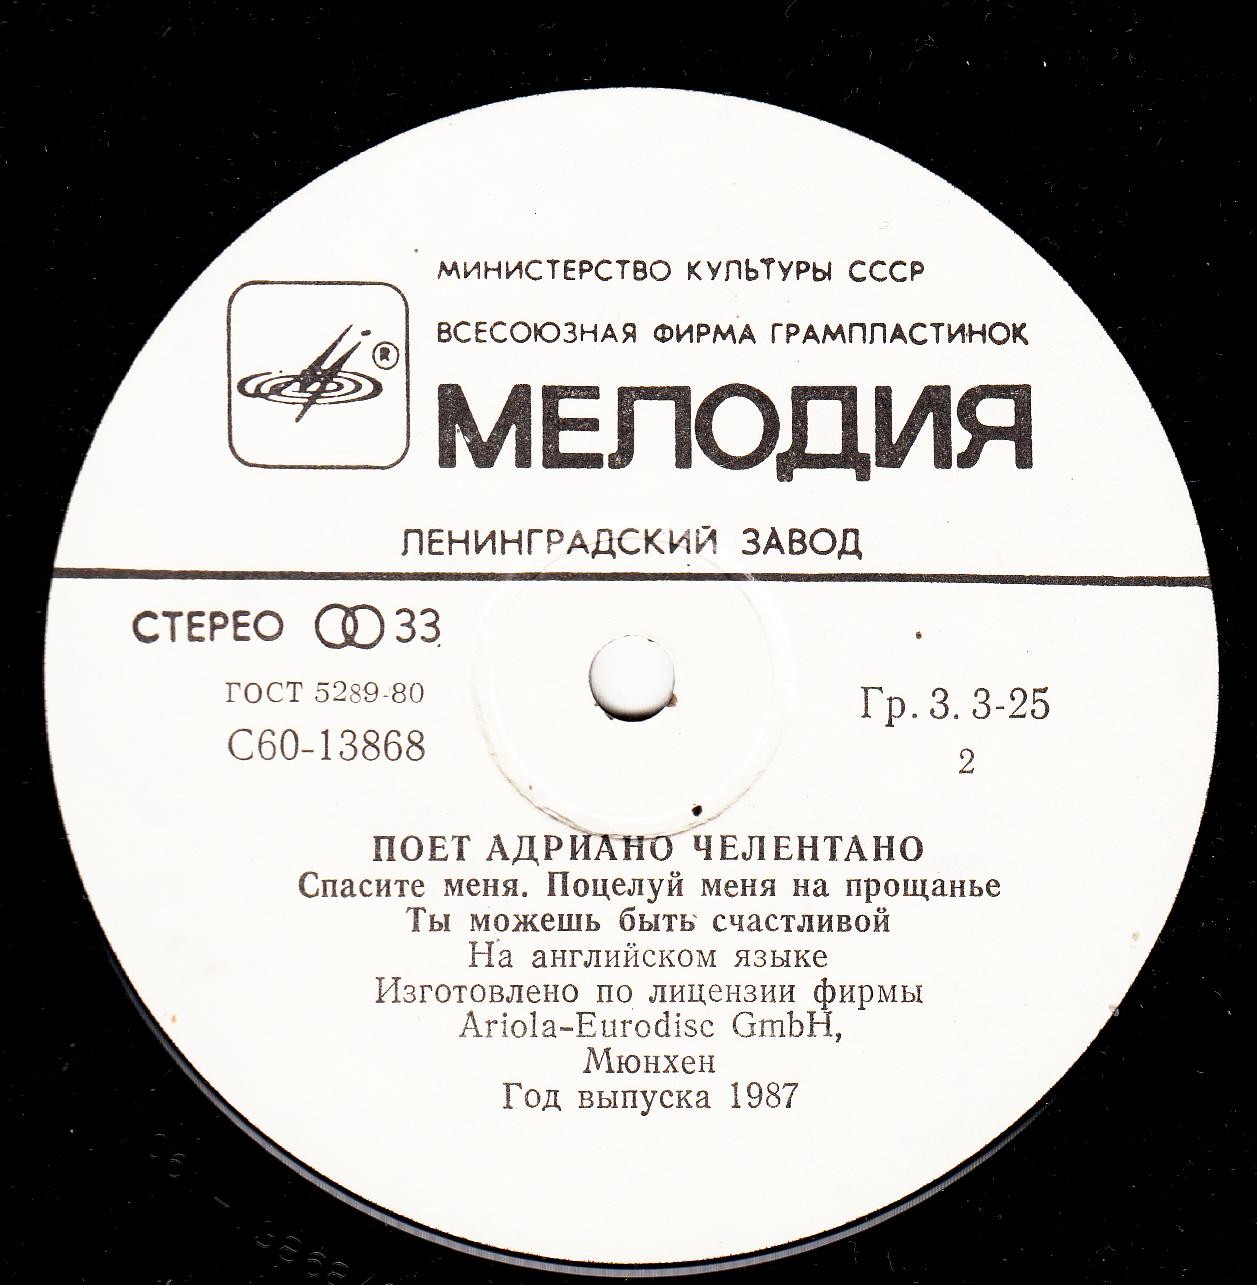 МИНИСТЕРСТВО КУЛЬТУРЫ СССР
ВСЕСОЮЗНАЯ ФИРМА ГРАМПЛАСТИНОК
®
МЕЛОДИЯ
ЛЕНИНГРАДСКИЙ ЗАВОД
СТЕРЕО 33
ГОСТ 5289-80
С60-13868
Гр. 3. 3-25
2
ПОЕТ АДРИАНО ЧЕЛЕНТАНО
Спасите меня. Поцелуй меня на прощанье
Ты можешь быть счастливой
На английском языке
Изготовлено по лицензии фирмы
Ariola-Eurodisc GmbH,
Мюнхен
Год выпуска 1987